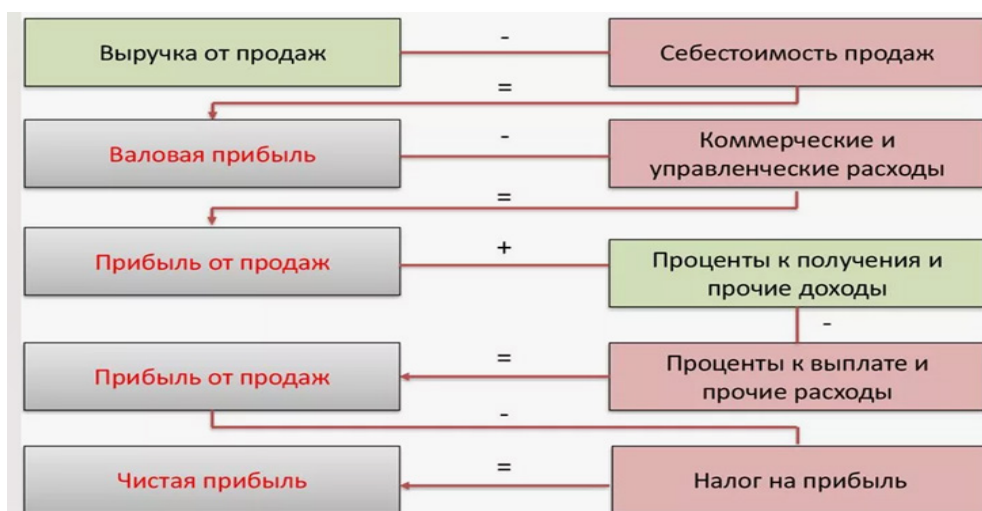 Выручка от продаж
-
Себестоимость продаж
=
Валовая прибыль
-
Коммерческие и
управленческие расходы
=
Прибыль от продаж
+
Проценты к получения и
прочие доходы
-
Прибыль от продаж
=
Проценты к выплате и
прочие расходы
-
Чистая прибыль
=
Налог на прибыль